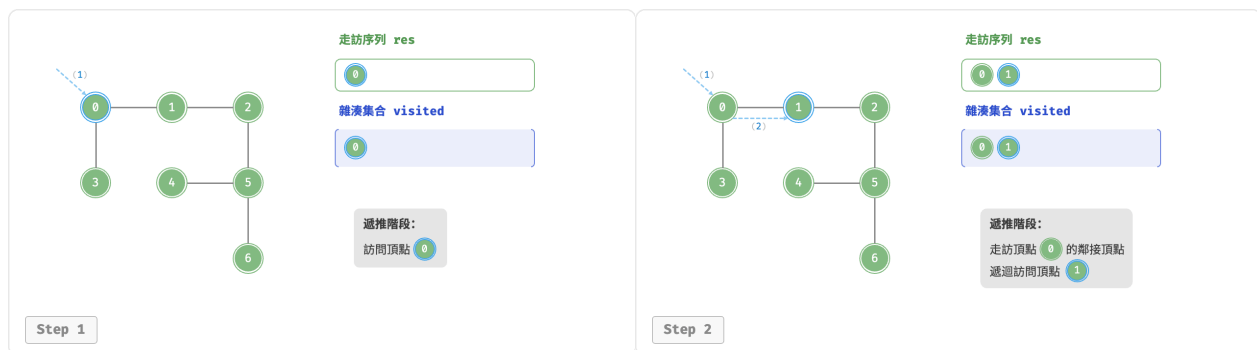 走訪序列 res
0
(1)
0
1
2
雜湊集合 visited
0
3
4
5
遞推階段:
訪問頂點 0
6
Step 1
走訪序列 res
0 1
(1)
0
1
2
(2)
雜湊集合 visited
0 1
3
4
5
遞推階段:
走訪頂點 0 的鄰接頂點
遞迴訪問頂點 1
6
Step 2